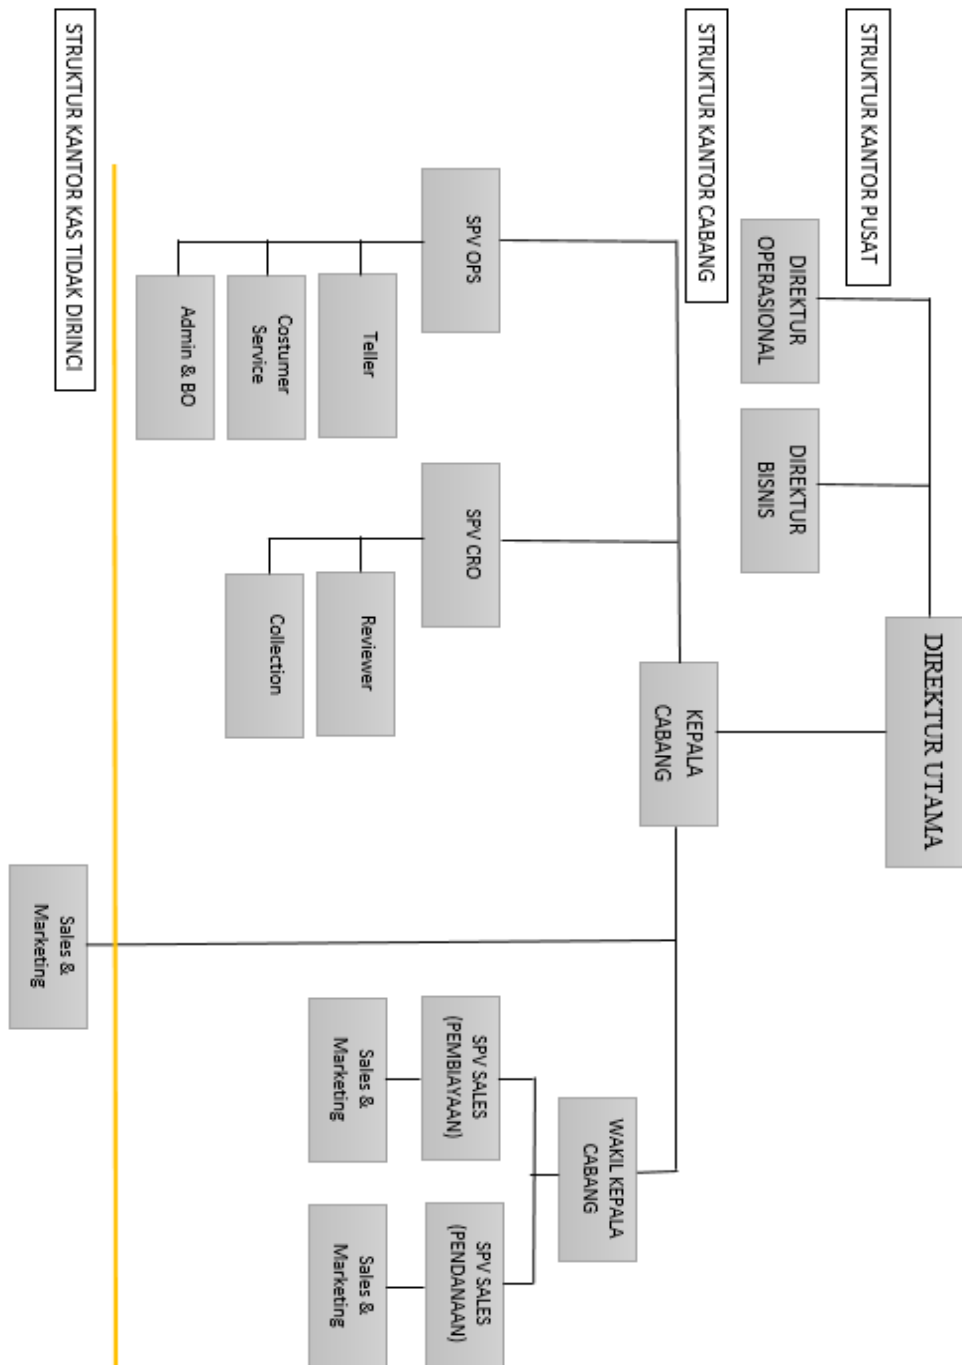 STRUKTUR KANTOR PUSAT
DIREKTUR UTAMA
DIREKTUR
OPERASIONAL
DIREKTUR
BISNIS
STRUKTUR KANTOR CABANG
KEPALA
CABANG
WAKIL KEPALA
CABANG
SPV OPS
SPV CRO
SPV SALES
(PEMBIAYAAN)
SPV SALES
(PENDANAAN)
Teller
Reviewer
Sales &
Marketing
Sales &
Marketing
Costumer
Service
Collection
Admin & BO
STRUKTUR KANTOR KAS TIDAK DIRINCI
Sales &
Marketing